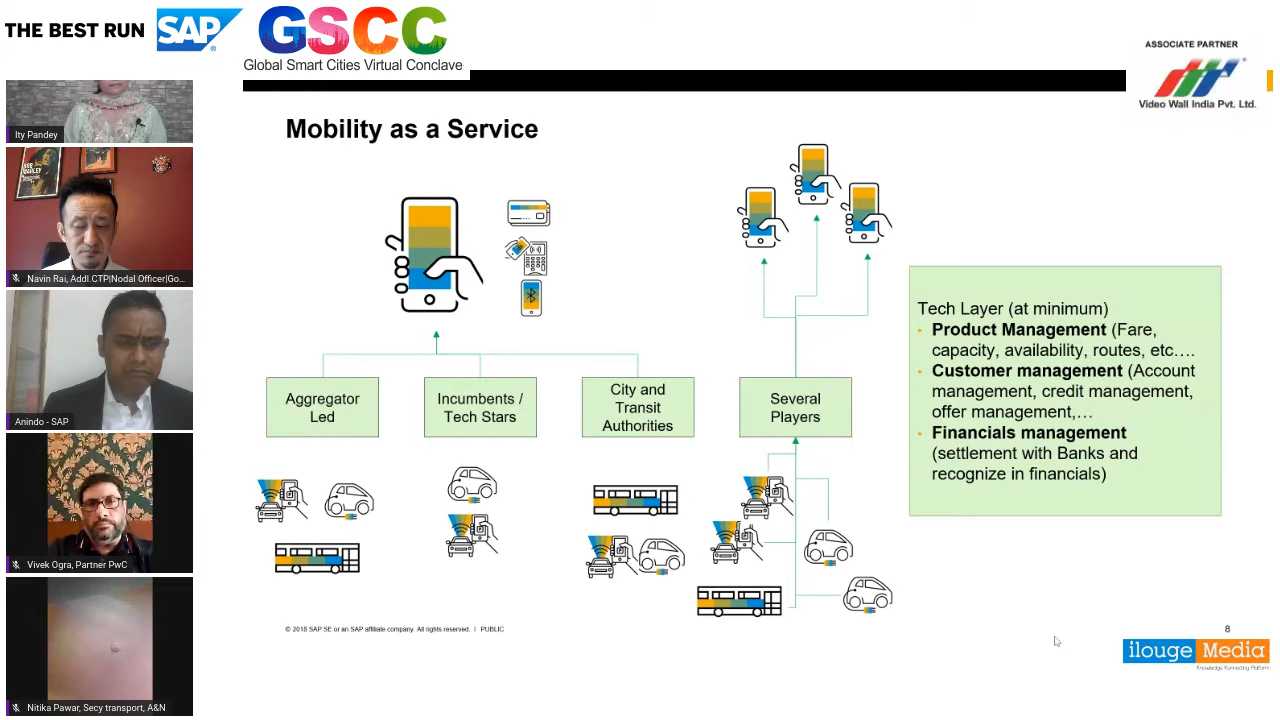 THE BEST RUN SAP
GSCC
Global Smart Cities Virtual Conclave
ASSOCIATE PARTNER
Video Wall India Pvt. Ltd.
Ity Pandey
BOB
MARLEY
Navin Rai, Addl.CTP|Nodal Officer|Go...
Anindo - SAP
Vivek Ogra, Partner PwC
Nitika Pawar, Secy transport, A&N
Mobility as a Service
Aggregator
Led
Incumbents /
Tech Stars
City and
Transit
Authorities
Several
Players
Tech Layer (at minimum)
• Product Management (Fare,
capacity, availability, routes, etc….
• Customer management (Account
management, credit management,
offer management,…
• Financials management
(settlement with Banks and
recognize in financials)
© 2018 SAP SE or an SAP affiliate company. All rights reserved. | PUBLIC
8
ilouge Media
Knowledge Komnecting Platform